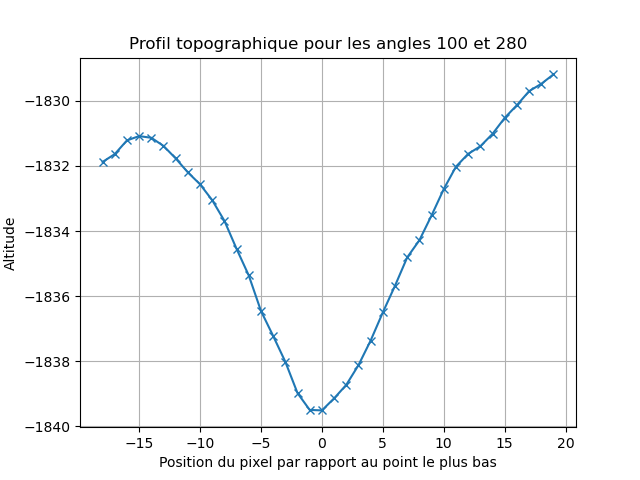 Profil topographique pour les angles 100 et 280
−1830
−1832
−1834
−1836
−1838
−1840
Altitude
−15 −10 −5 0 5 10 15 20
Position du pixel par rapport au point le plus bas